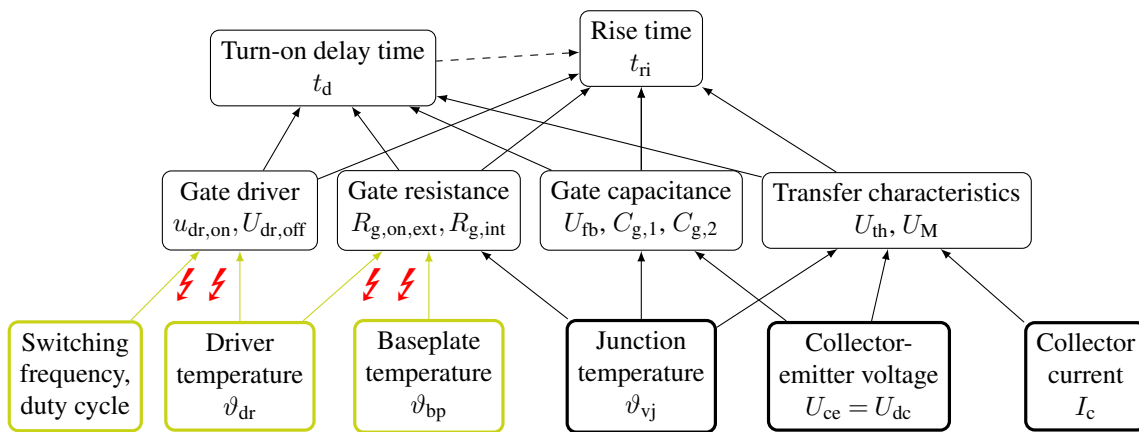 Turn-on delay time
t_d
Rise time
t_ri
Gate driver
u_dr,on, U_dr,off
Gate resistance
R_g,on,ext, R_g,int
Gate capacitance
U_fb, C_g,1, C_g,2
Transfer characteristics
U_th, U_M
Switching
frequency,
duty cycle
Driver
temperature
ϑ_dr
Baseplate
temperature
ϑ_bp
Junction
temperature
ϑ_vj
Collector-
emitter voltage
U_ce = U_dc
Collector
current
I_c